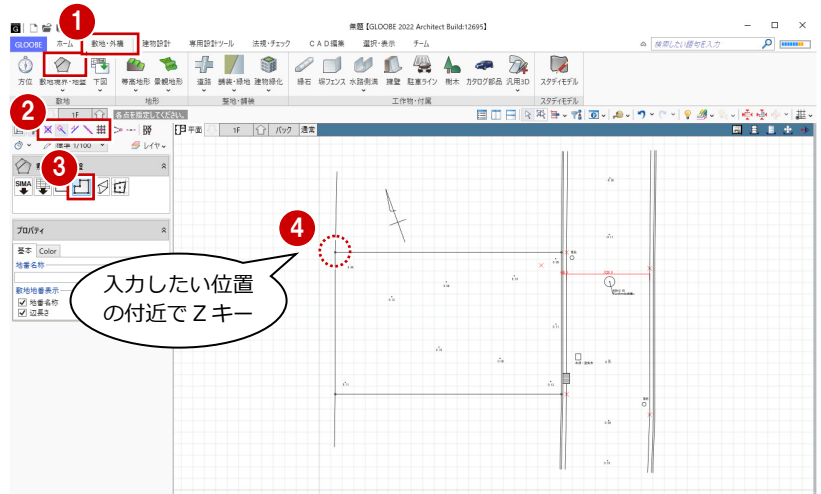 無題【GLOOBE 2022 Architect Build:12695】
GLOOBE ホーム 敷地・外構 建物設計 専用設計ツール 法規・チェック CAD編集 選択・表示 チーム 検索したい語句を入力
1
方位 敷地境界・地盤 下図 等高地形 景観地形 道路 舗装・緑地 建物緑化 縁石 塀フェンス 水路側溝 擁壁 駐車ライン 樹木 カタログ部品 汎用3D スタディモデル
敷地 地形 整地・舗装 工作物・付属 スタディモデル
2
1F 各点を指定してください。
平面 1F バック 通常
標準 1/100 レイヤ
3
SIMA
4
プロパティ
基本 Color
地番名称
敷地地番表示
地番名称
辺長さ
入力したい位置
の付近でZキー